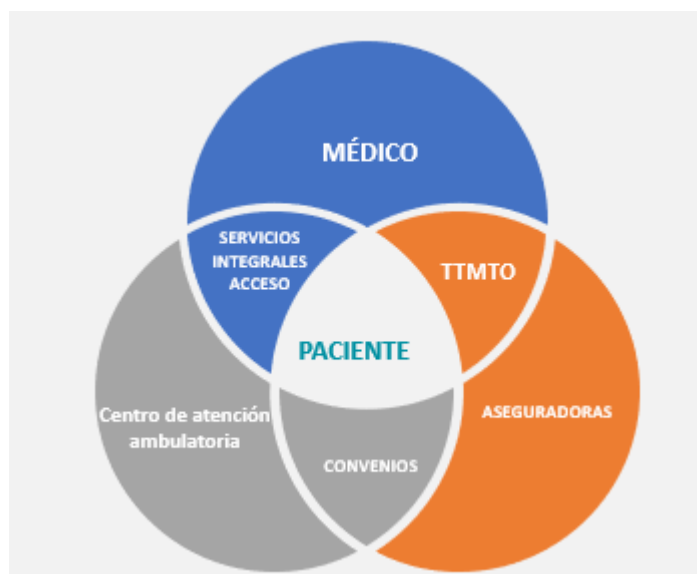 MÉDICO
SERVICIOS
INTEGRALES
ACCESO
TTMTO
PACIENTE
Centro de atención
ambulatoria
ASEGURADORAS
CONVENIOS